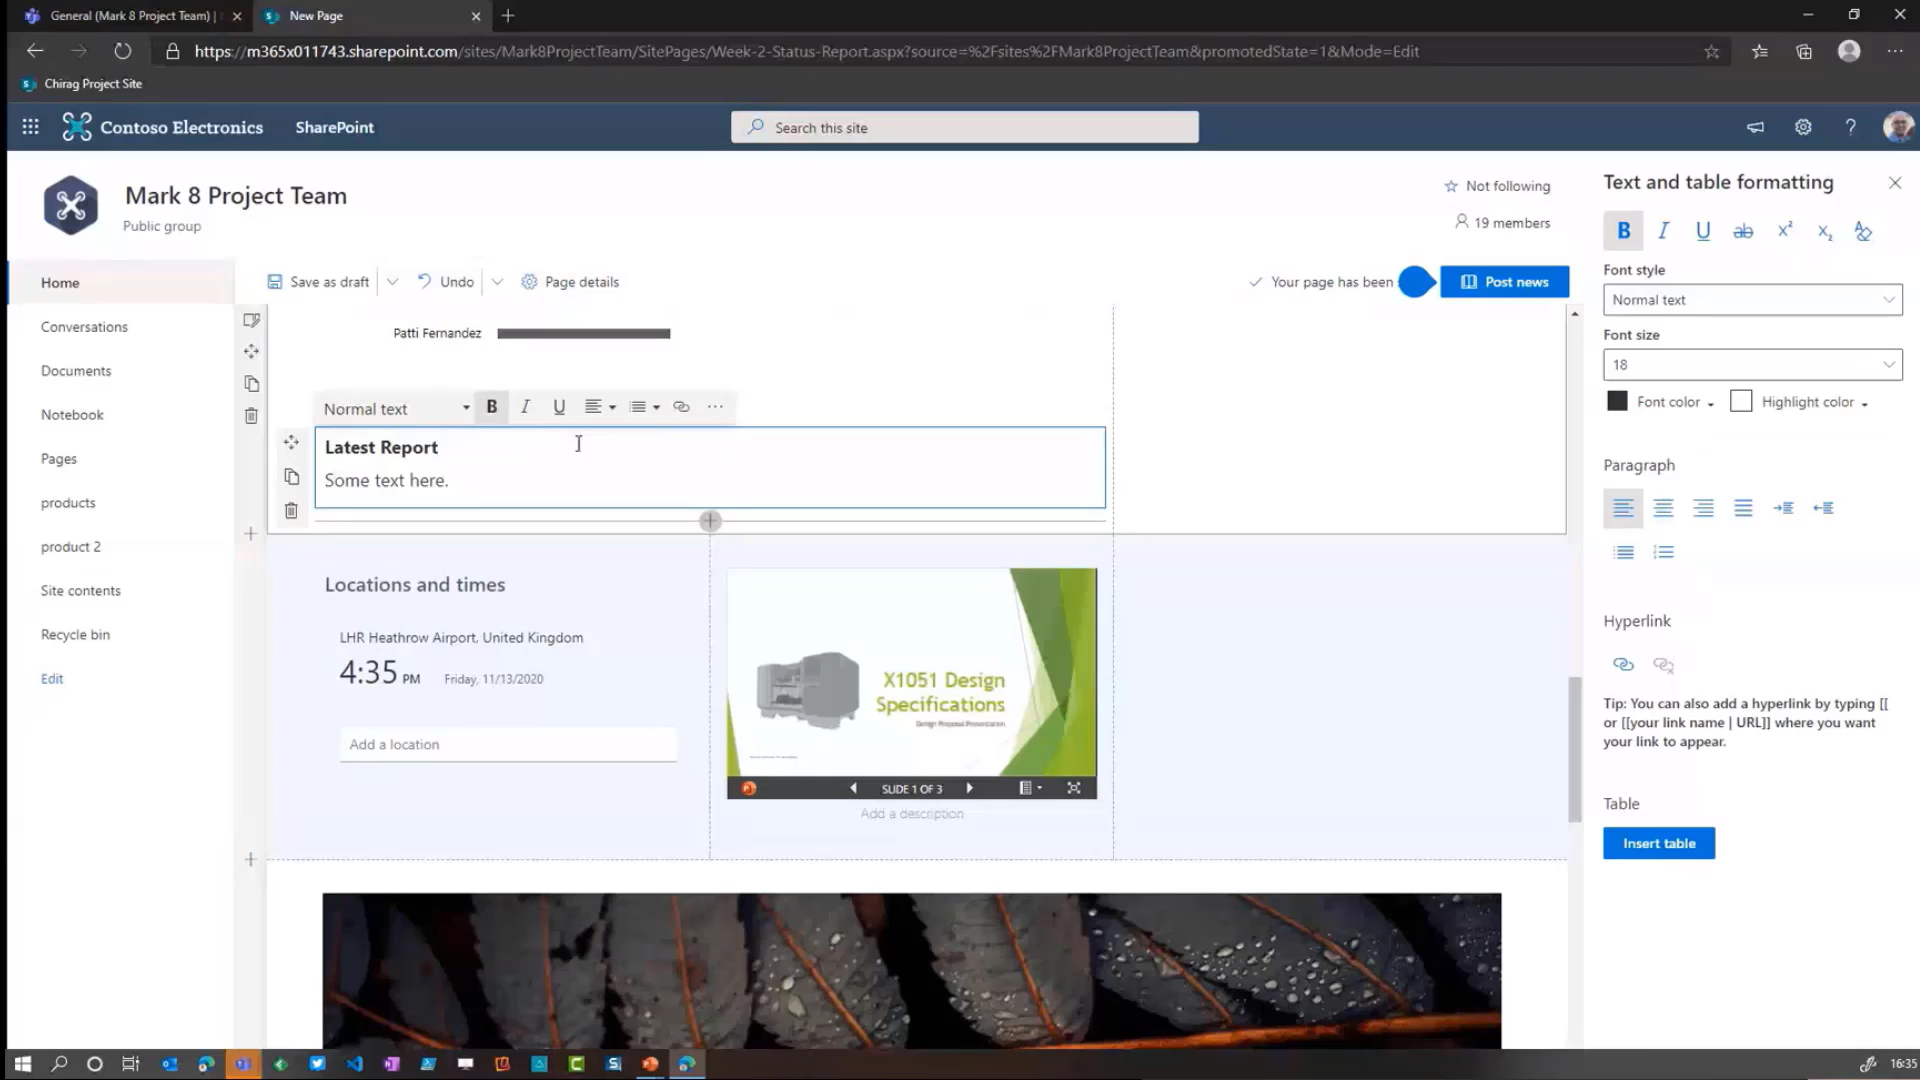 General (Mark 8 Project Team) |
New Page
https://m365x011743.sharepoint.com/sites/Mark8ProjectTeam/SitePages/Week-2-Status-Report.aspx?source=%2Fsites%2FMark8ProjectTeam&promotedState=1&Mode=Edit
Chirag Project Site
Contoso Electronics
SharePoint
Search this site
Mark 8 Project Team
Public group
Not following
19 members
Home
Conversations
Documents
Notebook
Pages
products
product 2
Site contents
Recycle bin
Edit
Save as draft
Undo
Page details
Your page has been
Post news
Patti Fernandez
Normal text
B I U
Latest Report
Some text here.
Locations and times
LHR Heathrow Airport, United Kingdom
4:35 PM Friday, 11/13/2020
Add a location
X1051 Design
Specifications
Design Proposal Presentation
SLIDE 1 OF 3
Add a description
Text and table formatting
B I U ab x² x₂ A
Font style
Normal text
Font size
18
Font color
Highlight color
Paragraph
Hyperlink
Tip: You can also add a hyperlink by typing [[
or [[your link name | URL]] where you want
your link to appear.
Table
Insert table
16:35